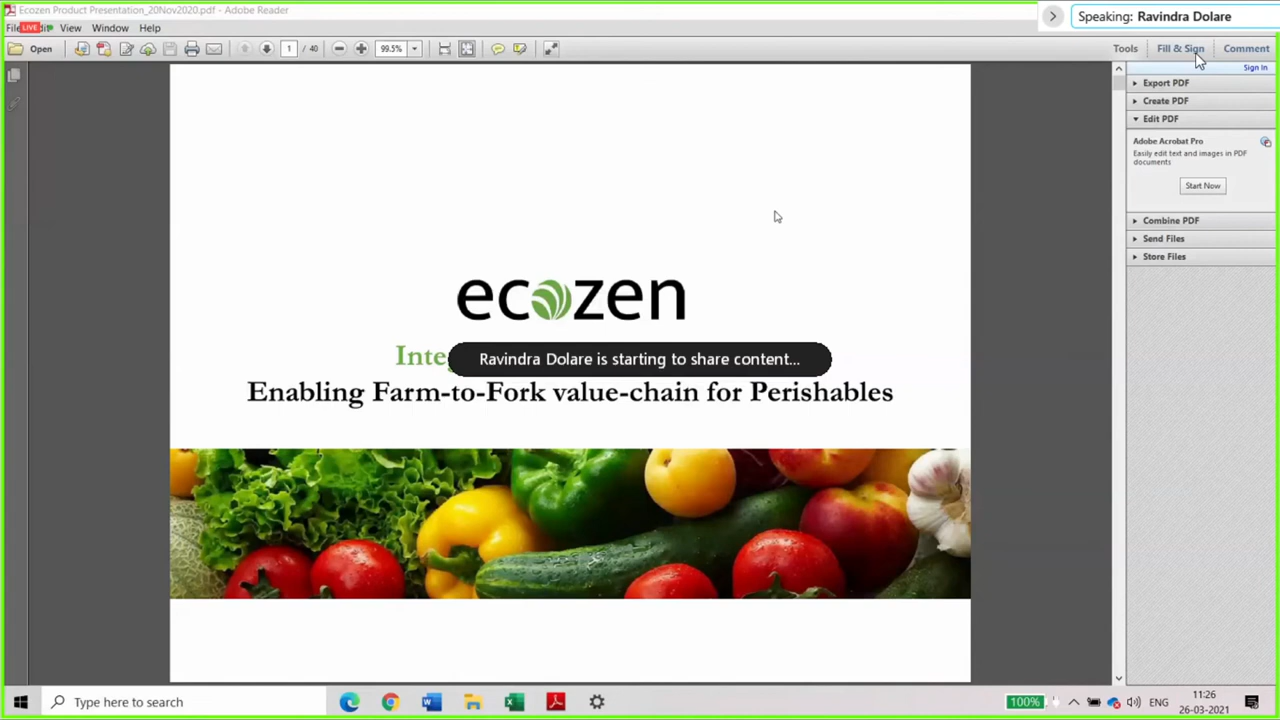 Ecozen Product Presentation_20Nov2020.pdf - Adobe Reader
Speaking: Ravindra Dolare
LIVE
View Window Help
Open 1 / 40 99.5% Tools Fill & Sign Comment
Sign In
Export PDF
Create PDF
Edit PDF
Adobe Acrobat Pro
Easily edit text and images in PDF
documents
Start Now
Combine PDF
Send Files
Store Files
ecozen
Ravindra Dolare is starting to share content...
Enabling Farm-to-Fork value-chain for Perishables
Type here to search
100% ENG
11:26
26-03-2021